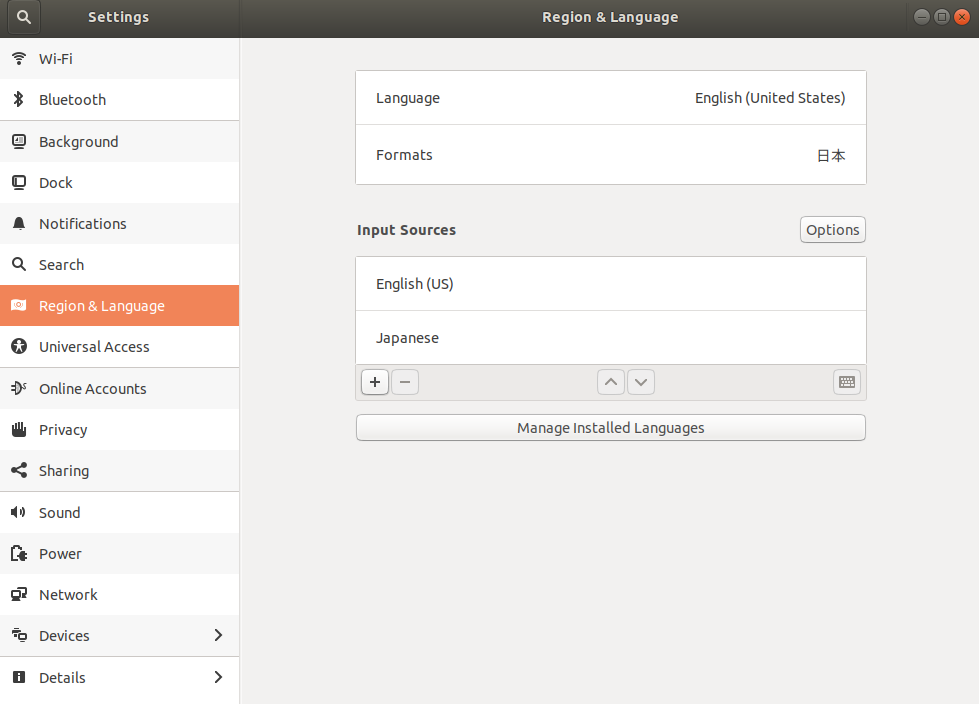 Settings
Region & Language
Wi-Fi
Bluetooth
Background
Dock
Notifications
Search
Region & Language
Universal Access
Online Accounts
Privacy
Sharing
Sound
Power
Network
Devices
Details
Language English (United States)
Formats 日本
Input Sources Options
English (US)
Japanese
Manage Installed Languages